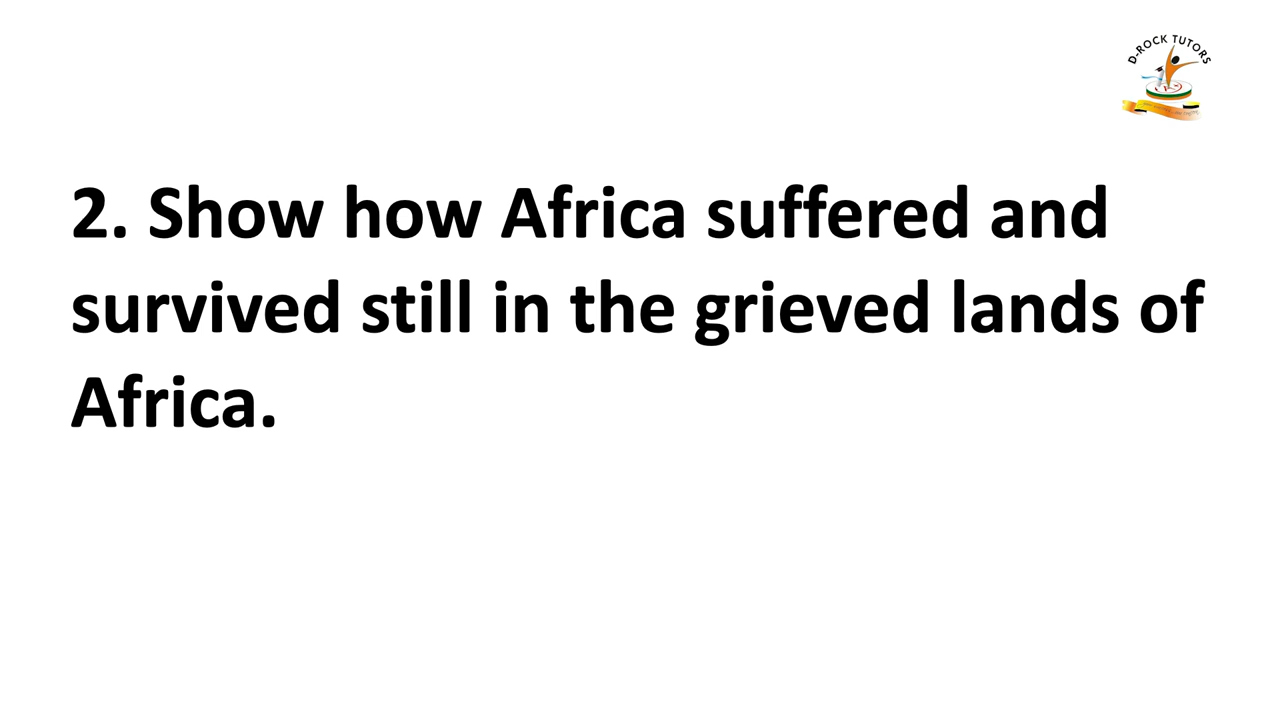 D-ROCK TUTORS
2. Show how Africa suffered and
survived still in the grieved lands of
Africa.